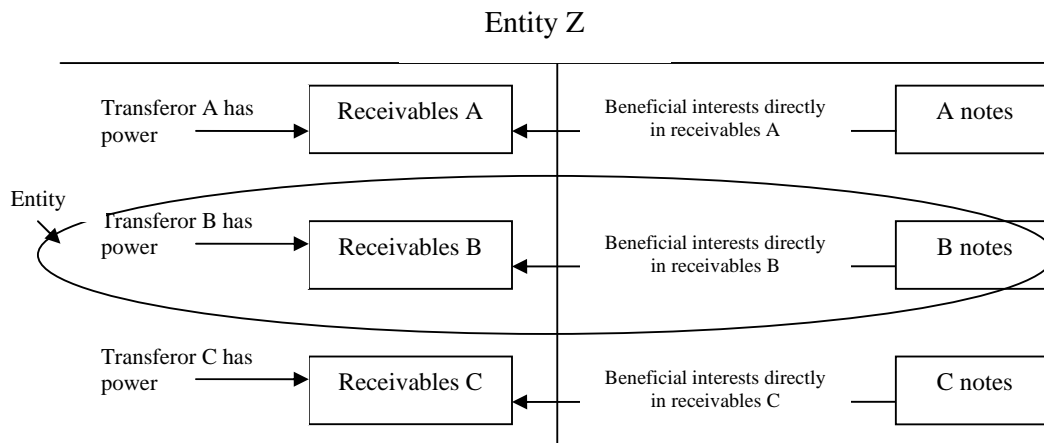 Entity Z
Transferor A has
power
Receivables A
Beneficial interests directly
in receivables A
A notes
Entity
Transferor B has
power
Receivables B
Beneficial interests directly
in receivables B
B notes
Transferor C has
power
Receivables C
Beneficial interests directly
in receivables C
C notes